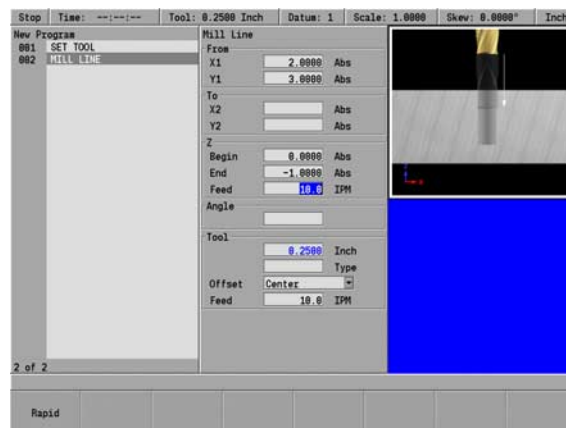 Stop Time: --:--:-- Tool: 0.2500 Inch Datum: 1 Scale: 1.0000 Skew: 0.0000° Inch
New Program
001 SET TOOL
002 MILL LINE
2 of 2
Mill Line
From
X1 2.0000 Abs
Y1 3.0000 Abs
To
X2 Abs
Y2 Abs
Z
Begin 0.0000 Abs
End -1.0000 Abs
Feed 10.0 IPM
Angle
Tool
0.2500 Inch
Type
Offset Center
Feed 10.0 IPM
Rapid